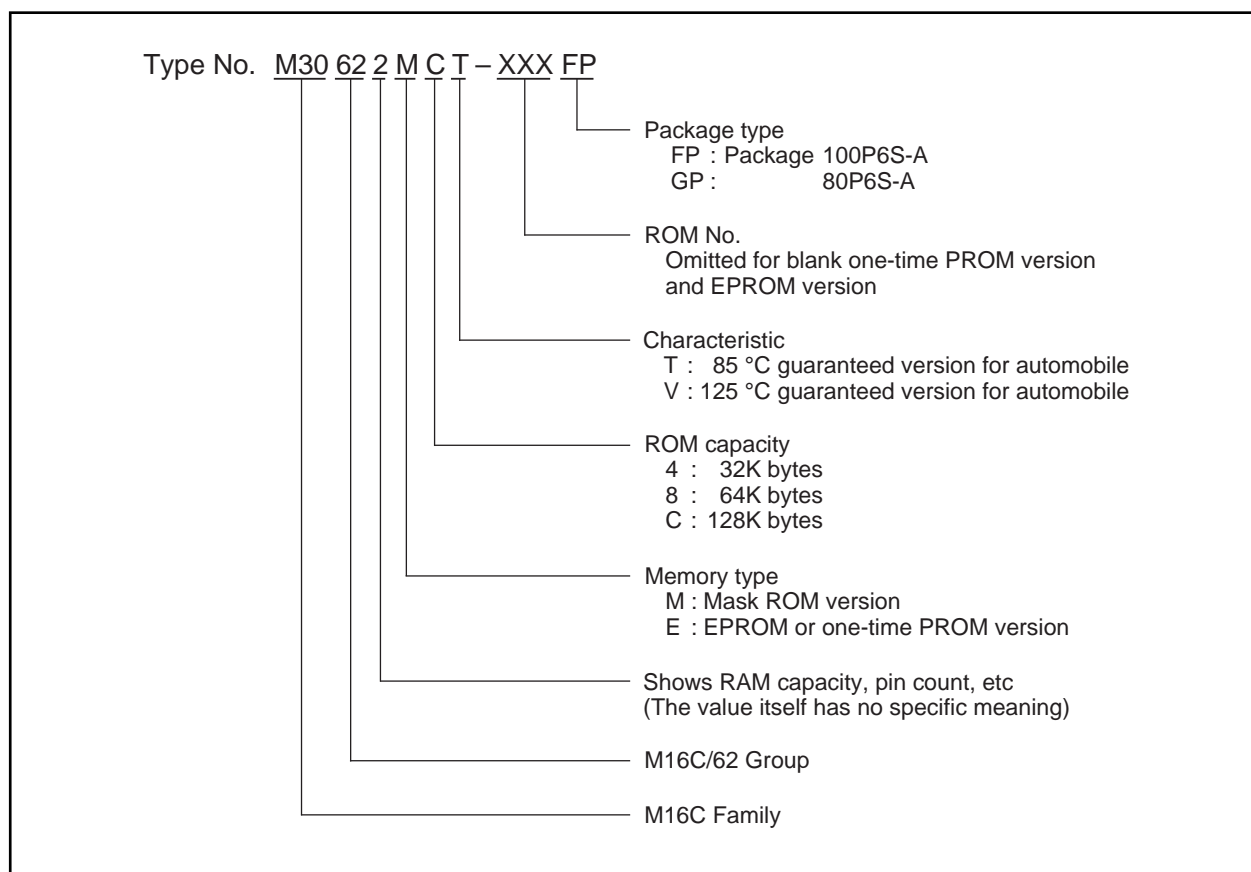 Type No. M30 62 2 M C T – XXX FP
Package type
FP : Package 100P6S-A
GP : 80P6S-A
ROM No.
Omitted for blank one-time PROM version
and EPROM version
Characteristic
T : 85 °C guaranteed version for automobile
V : 125 °C guaranteed version for automobile
ROM capacity
4 : 32K bytes
8 : 64K bytes
C : 128K bytes
Memory type
M : Mask ROM version
E : EPROM or one-time PROM version
Shows RAM capacity, pin count, etc
(The value itself has no specific meaning)
M16C/62 Group
M16C Family